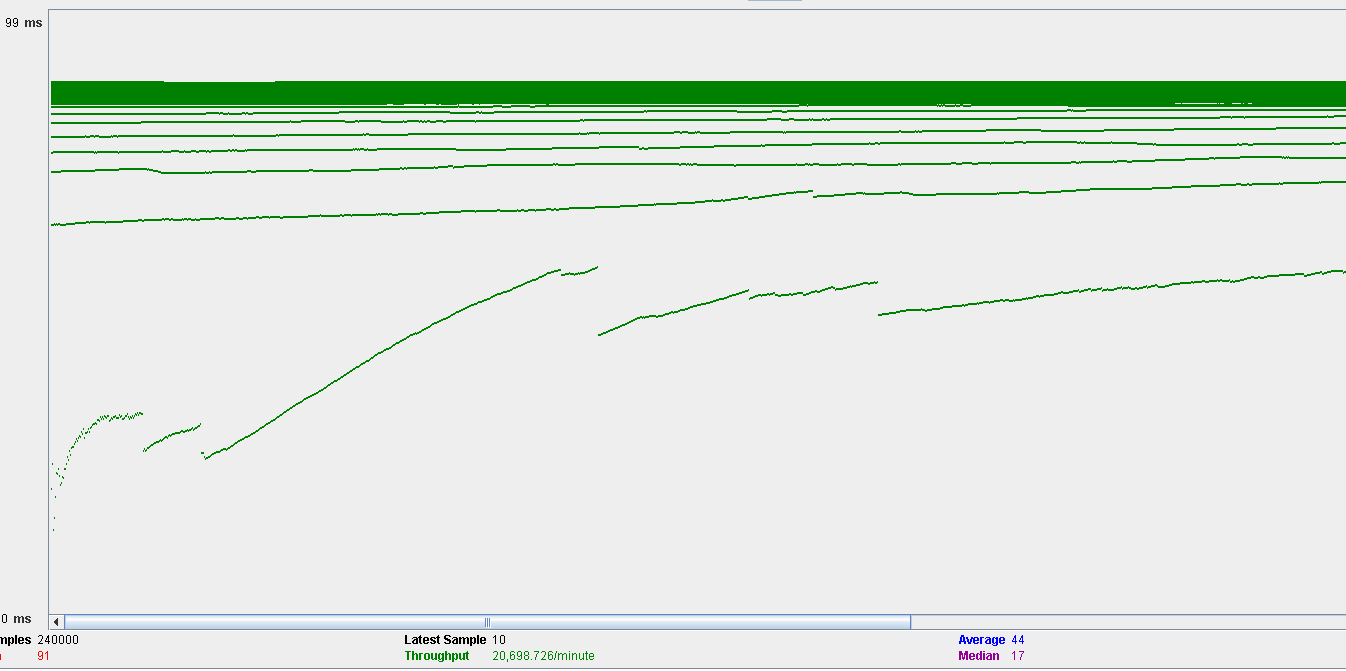 99 ms
0 ms
mples 240000 Latest Sample 10 Average 44
91 Throughput 20,698.726/minute Median 17